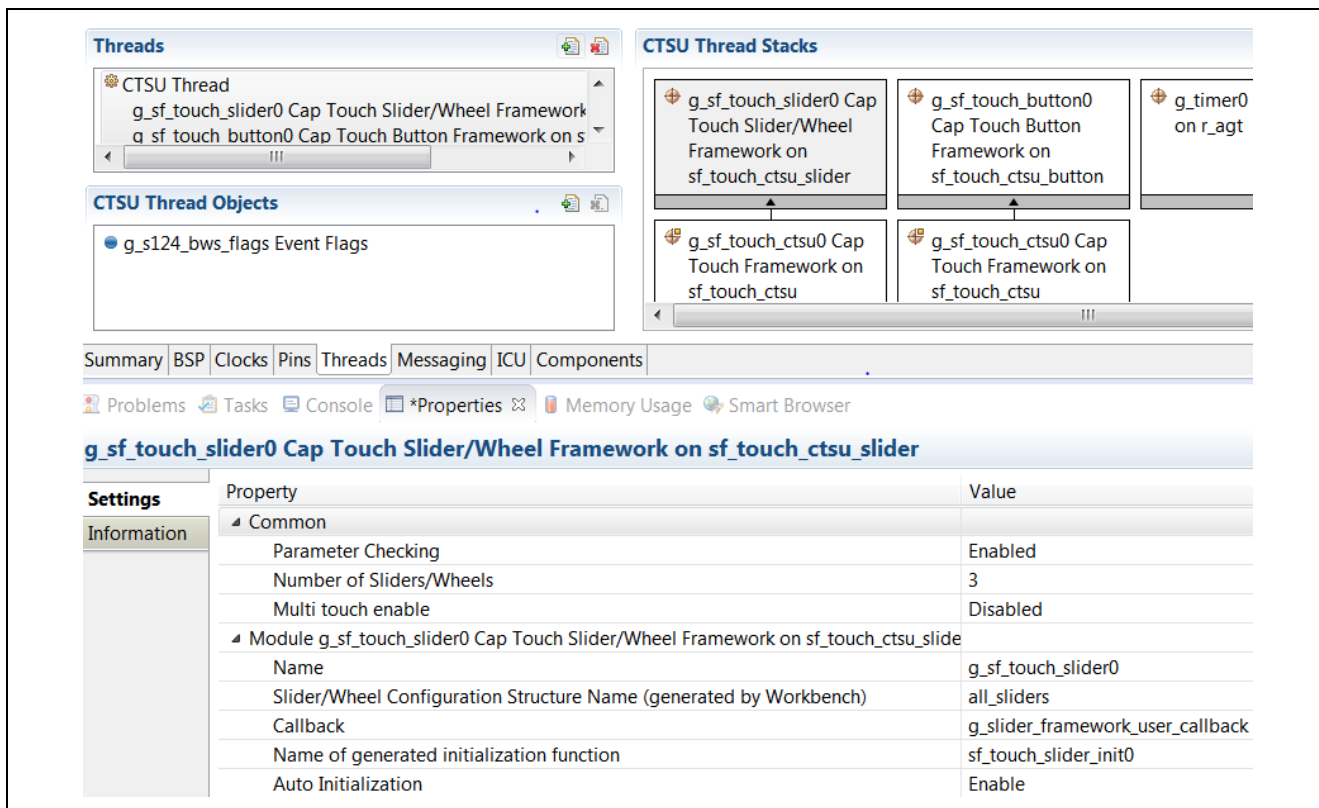 Threads
CTSU Thread
g_sf_touch_slider0 Cap Touch Slider/Wheel Framework
g_sf_touch_button0 Cap Touch Button Framework on s
CTSU Thread Objects
g_s124_bws_flags Event Flags
CTSU Thread Stacks
g_sf_touch_slider0 Cap
Touch Slider/Wheel
Framework on
sf_touch_ctsu_slider
g_sf_touch_button0
Cap Touch Button
Framework on
sf_touch_ctsu_button
g_timer0
on r_agt
g_sf_touch_ctsu0 Cap
Touch Framework on
sf_touch_ctsu
g_sf_touch_ctsu0 Cap
Touch Framework on
sf_touch_ctsu
Summary BSP Clocks Pins Threads Messaging ICU Components
Problems Tasks Console *Properties Memory Usage Smart Browser
g_sf_touch_slider0 Cap Touch Slider/Wheel Framework on sf_touch_ctsu_slider
Settings
Information
Property Value
Common
Parameter Checking Enabled
Number of Sliders/Wheels 3
Multi touch enable Disabled
Module g_sf_touch_slider0 Cap Touch Slider/Wheel Framework on sf_touch_ctsu_slide
Name g_sf_touch_slider0
Slider/Wheel Configuration Structure Name (generated by Workbench) all_sliders
Callback g_slider_framework_user_callback
Name of generated initialization function sf_touch_slider_init0
Auto Initialization Enable